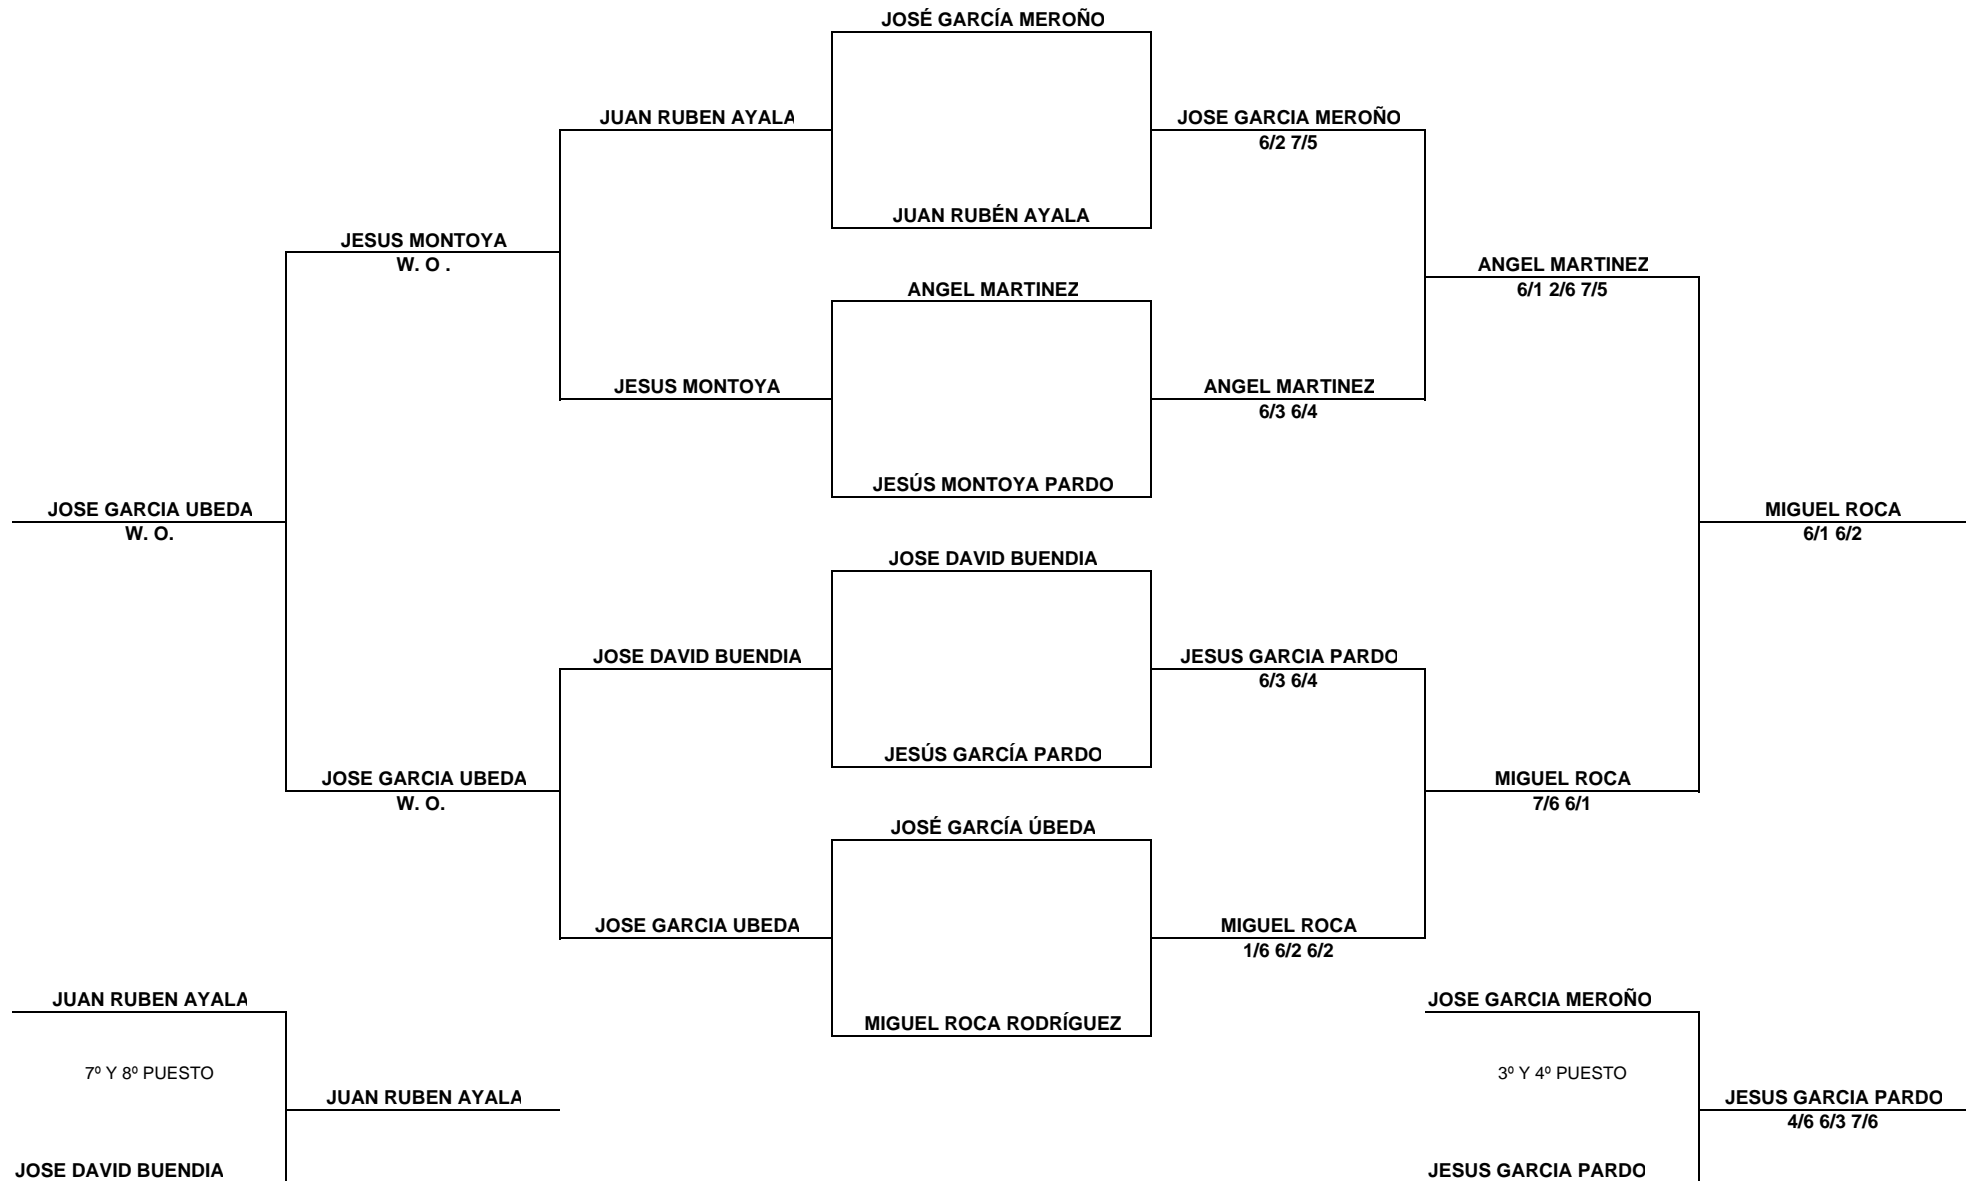 JOSÉ GARCÍA MEROÑO
JUAN RUBEN AYALA
JOSE GARCIA MEROÑO
6/2 7/5
JUAN RUBÉN AYALA
JESUS MONTOYA
W. O .
ANGEL MARTINEZ
6/1 2/6 7/5
ANGEL MARTINEZ
JESUS MONTOYA
ANGEL MARTINEZ
6/3 6/4
JESÚS MONTOYA PARDO
JOSE GARCIA UBEDA
W. O.
MIGUEL ROCA
6/1 6/2
JOSE DAVID BUENDIA
JOSE DAVID BUENDIA
JESUS GARCIA PARDO
6/3 6/4
JESÚS GARCÍA PARDO
JOSE GARCIA UBEDA
W. O.
MIGUEL ROCA
7/6 6/1
JOSÉ GARCÍA ÚBEDA
JOSE GARCIA UBEDA
MIGUEL ROCA
1/6 6/2 6/2
MIGUEL ROCA RODRÍGUEZ
JUAN RUBEN AYALA
7º Y 8º PUESTO
JUAN RUBEN AYALA
JOSE DAVID BUENDIA
JOSE GARCIA MEROÑO
3º Y 4º PUESTO
JESUS GARCIA PARDO
4/6 6/3 7/6
JESUS GARCIA PARDO